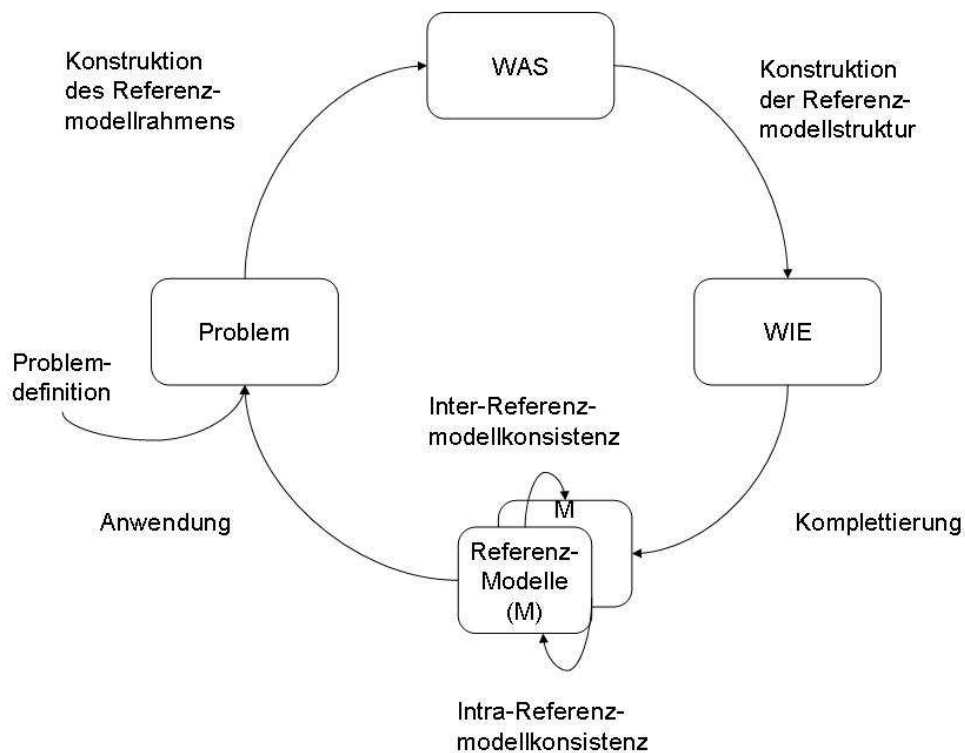 Konstruktion
des Referenz-
modellrahmens
WAS
Konstruktion
der Referenz-
modellstruktur
Problem
WIE
Problem-
definition
Inter-Referenz-
modellkonsistenz
Anwendung
M
Komplettierung
Referenz-
Modelle
(M)
Intra-Referenz-
modellkonsistenz